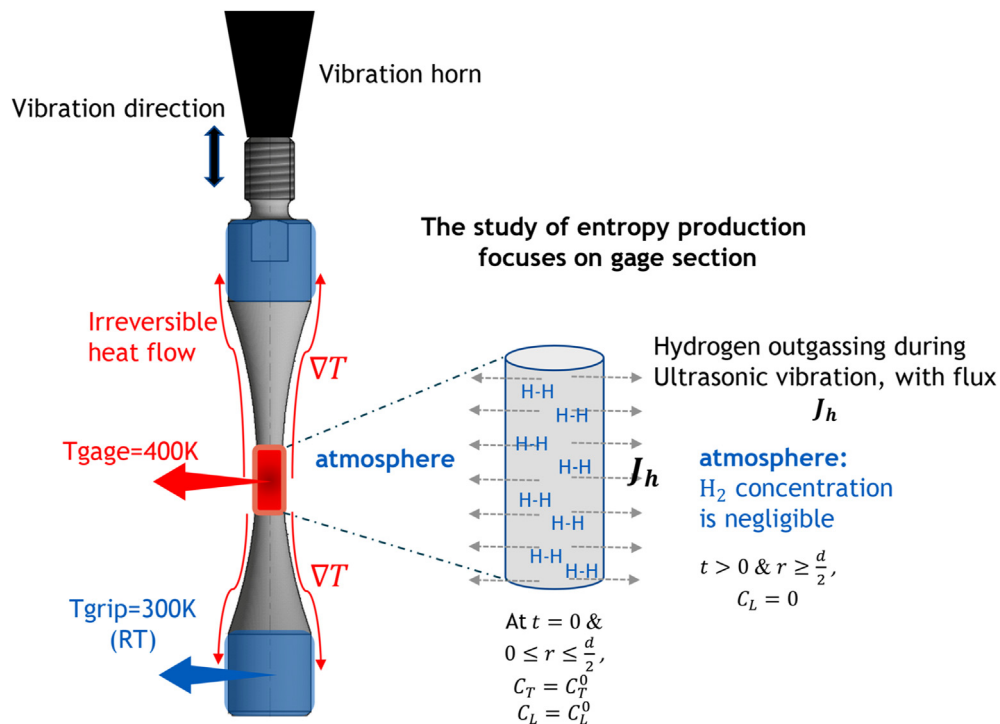 Vibration horn
Vibration direction
The study of entropy production
focuses on gage section
Irreversible
heat flow
∇T
Tgage=400K
∇T
Tgrip=300K
(RT)
atmosphere
H-H
H-H
H-H
H-H
H-H
H-H
H-H
H-H
J_h
Hydrogen outgassing during
Ultrasonic vibration, with flux
J_h
atmosphere:
H₂ concentration
is negligible
t > 0 & r ≥ d/2,
C_L = 0
At t = 0 &
0 ≤ r ≤ d/2,
C_T = C_T^0
C_L = C_L^0